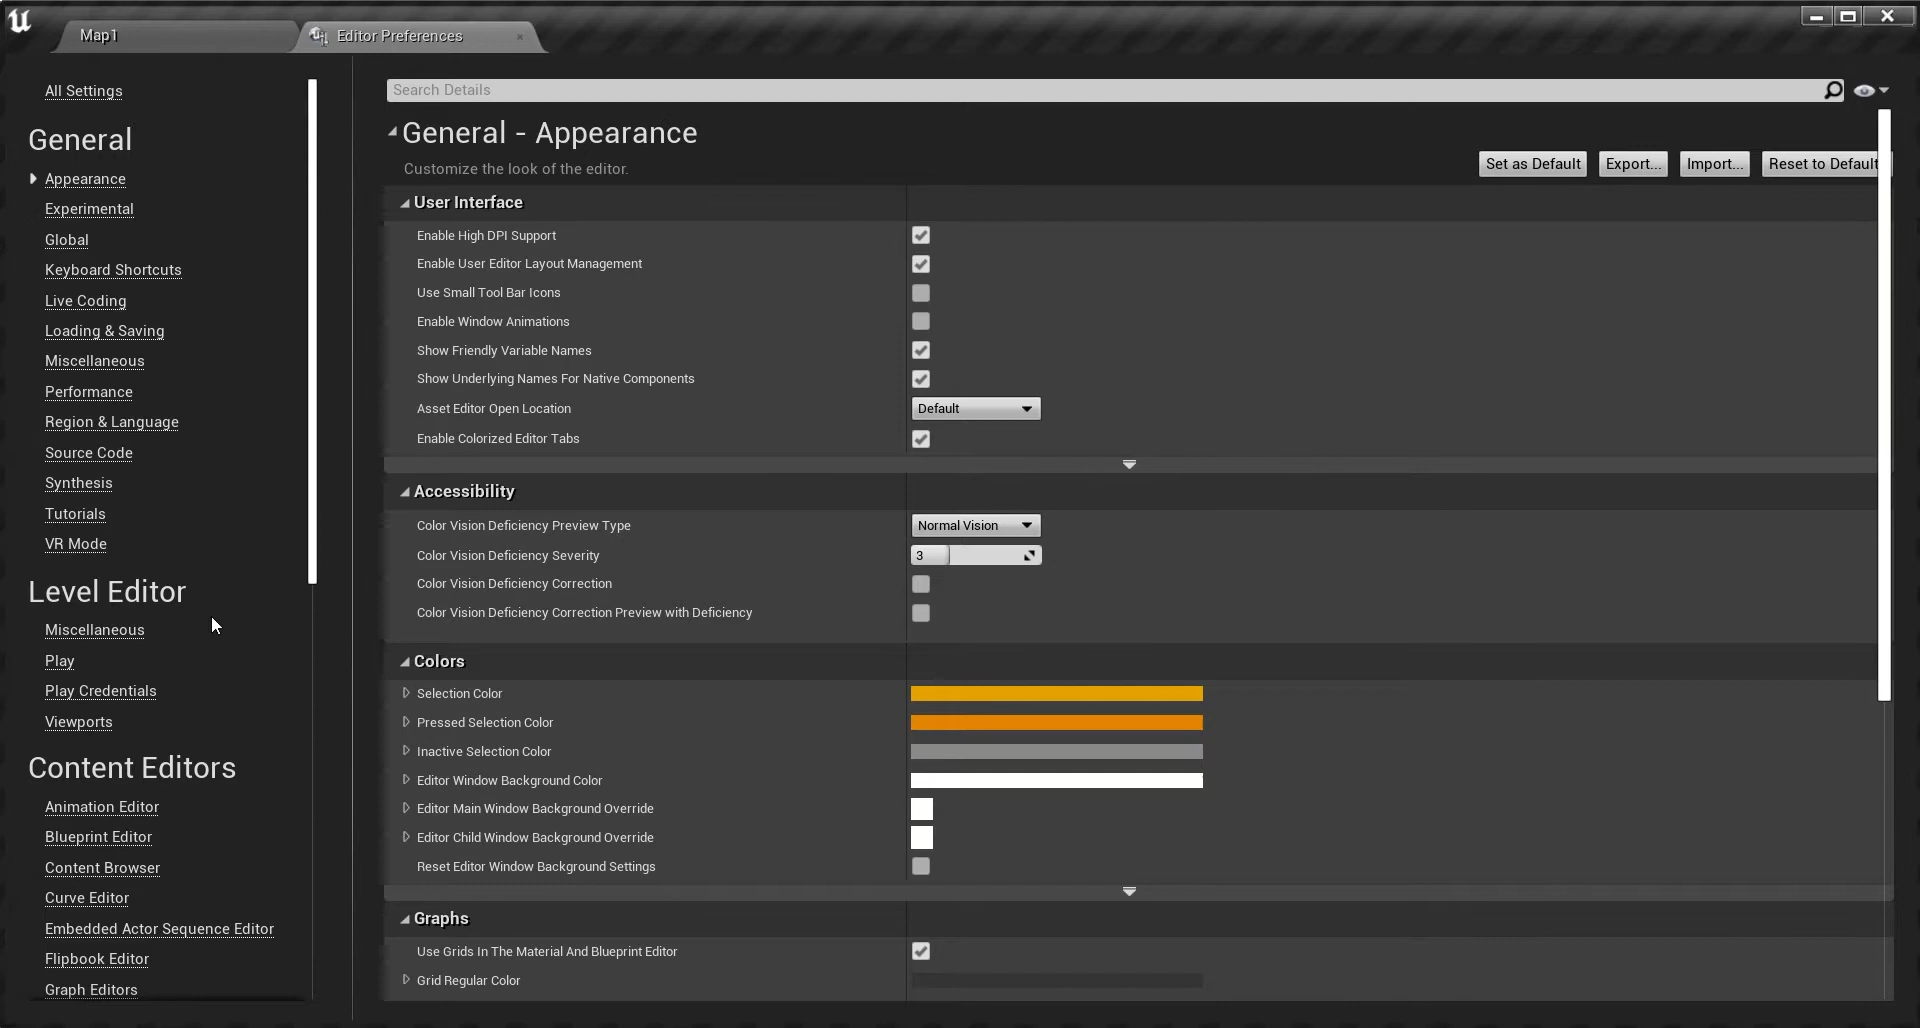 Map1
Editor Preferences
All Settings
General
Appearance
Experimental
Global
Keyboard Shortcuts
Live Coding
Loading & Saving
Miscellaneous
Performance
Region & Language
Source Code
Synthesis
Tutorials
VR Mode
Level Editor
Miscellaneous
Play
Play Credentials
Viewports
Content Editors
Animation Editor
Blueprint Editor
Content Browser
Curve Editor
Embedded Actor Sequence Editor
Flipbook Editor
Graph Editors
Search Details
General - Appearance
Customize the look of the editor.
Set as Default
Export...
Import...
Reset to Default
User Interface
Enable High DPI Support
Enable User Editor Layout Management
Use Small Tool Bar Icons
Enable Window Animations
Show Friendly Variable Names
Show Underlying Names For Native Components
Asset Editor Open Location Default
Enable Colorized Editor Tabs
Accessibility
Color Vision Deficiency Preview Type Normal Vision
Color Vision Deficiency Severity 3
Color Vision Deficiency Correction
Color Vision Deficiency Correction Preview with Deficiency
Colors
Selection Color
Pressed Selection Color
Inactive Selection Color
Editor Window Background Color
Editor Main Window Background Override
Editor Child Window Background Override
Reset Editor Window Background Settings
Graphs
Use Grids In The Material And Blueprint Editor
Grid Regular Color